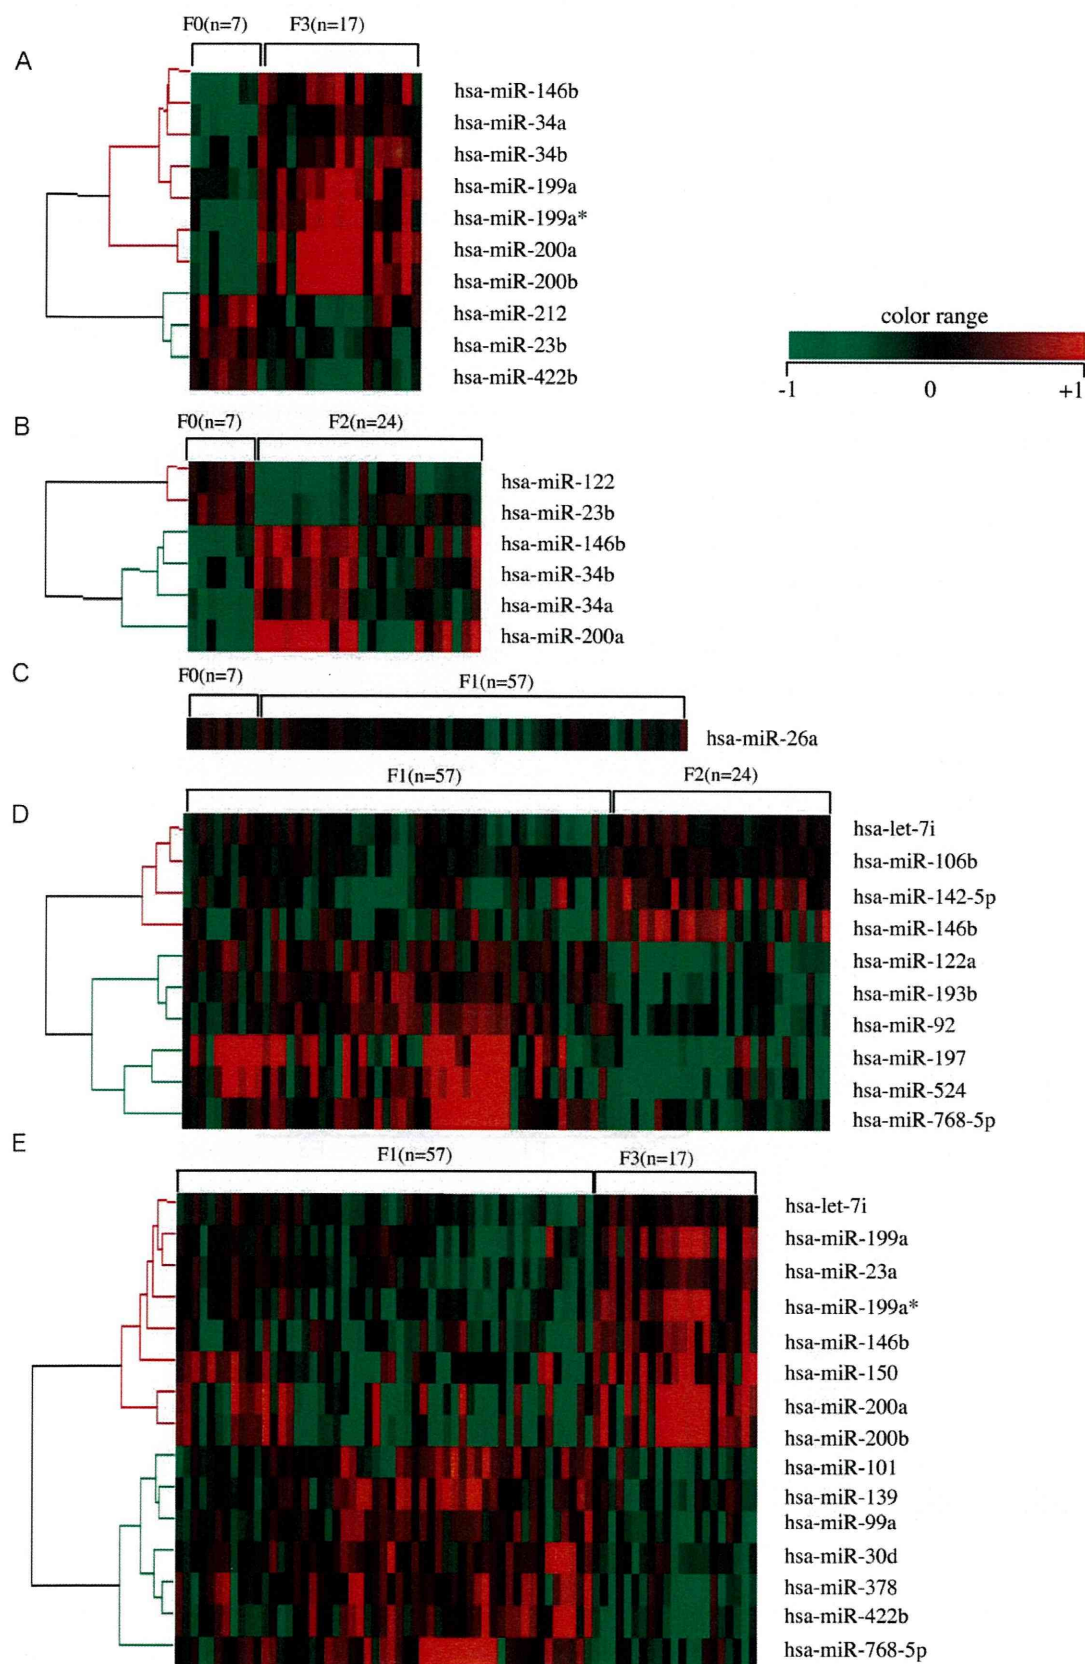 F0(n=7) F3(n=17)
A
hsa-miR-146b
hsa-miR-34a
hsa-miR-34b
hsa-miR-199a
hsa-miR-199a*
hsa-miR-200a
hsa-miR-200b
hsa-miR-212
hsa-miR-23b
hsa-miR-422b
color range
-1 0 +1
B
F0(n=7) F2(n=24)
hsa-miR-122
hsa-miR-23b
hsa-miR-146b
hsa-miR-34b
hsa-miR-34a
hsa-miR-200a
C
F0(n=7) F1(n=57)
hsa-miR-26a
F1(n=57) F2(n=24)
D
hsa-let-7i
hsa-miR-106b
hsa-miR-142-5p
hsa-miR-146b
hsa-miR-122a
hsa-miR-193b
hsa-miR-92
hsa-miR-197
hsa-miR-524
hsa-miR-768-5p
E
F1(n=57) F3(n=17)
hsa-let-7i
hsa-miR-199a
hsa-miR-23a
hsa-miR-199a*
hsa-miR-146b
hsa-miR-150
hsa-miR-200a
hsa-miR-200b
hsa-miR-101
hsa-miR-139
hsa-miR-99a
hsa-miR-30d
hsa-miR-378
hsa-miR-422b
hsa-miR-768-5p